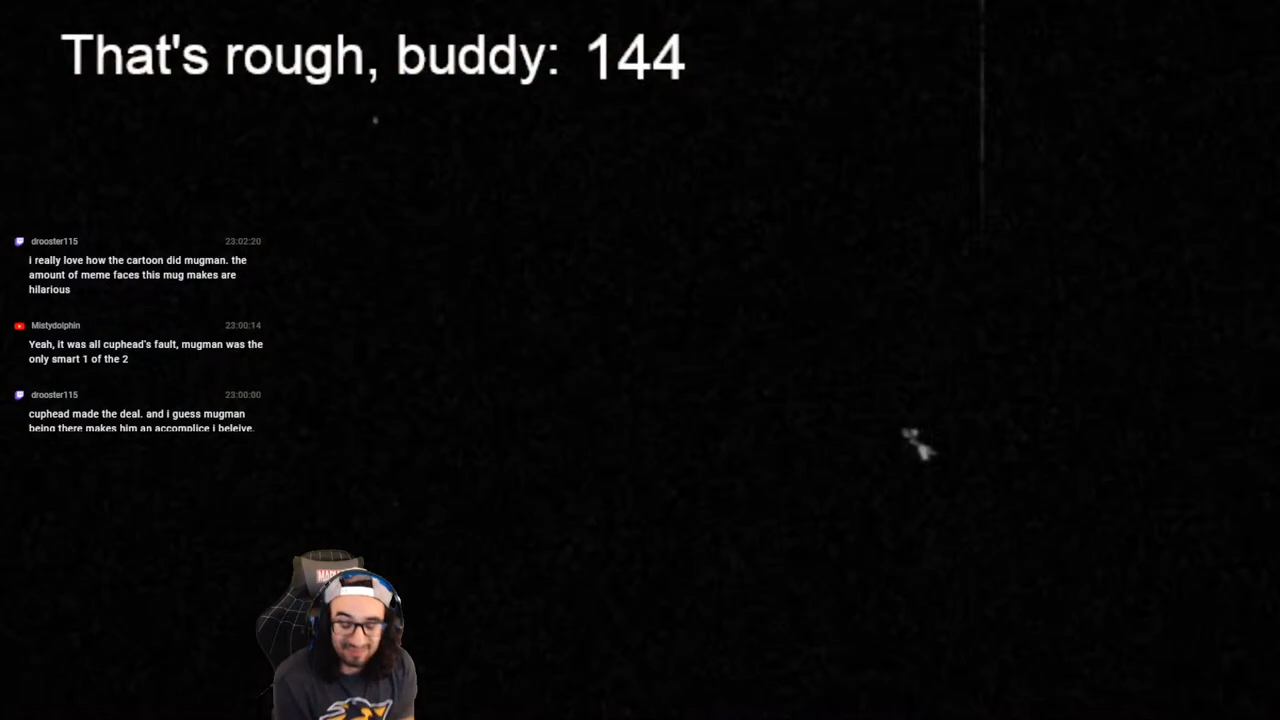 That's rough, buddy: 144
drooster115 23:02:20
i really love how the cartoon did mugman. the
amount of meme faces this mug makes are
hilarious
Mistydolphin 23:00:14
Yeah, it was all cuphead's fault, mugman was the
only smart 1 of the 2
drooster115 23:00:00
cuphead made the deal. and i guess mugman
being there makes him an accomplice i beleive.